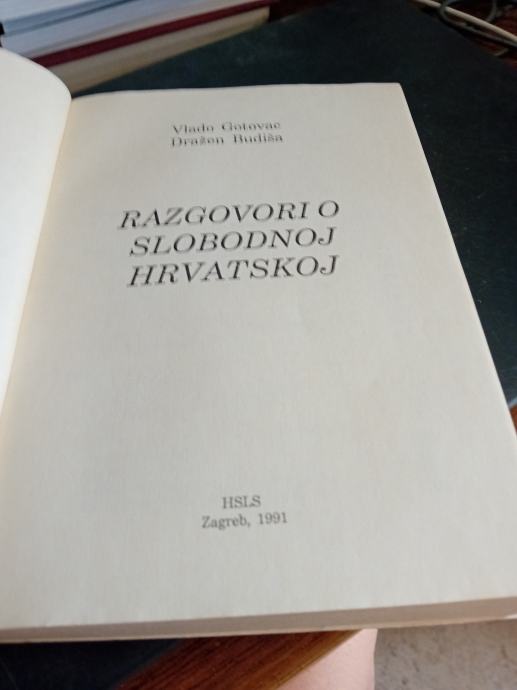 Vlado Gotovac
Dražen Budiša
RAZGOVORI O
SLOBODNOJ
HRVATSKOJ
HSLS
Zagreb, 1991